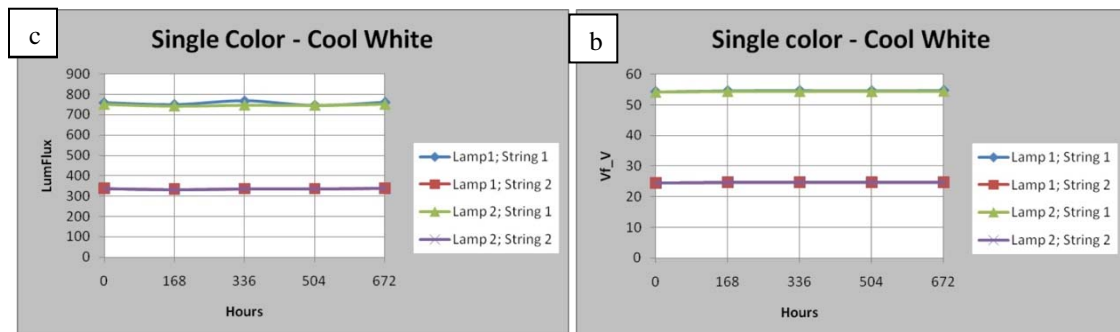 c
Single Color - Cool White
LumFlux
900
800
700
600
500
400
300
200
100
0
0 168 336 504 672
Hours
Lamp1; String 1
Lamp 1; String 2
Lamp 2; String 1
Lamp 2; String 2
b
Single color - Cool White
Vf_V
60
50
40
30
20
10
0
0 168 336 504 672
Hours
Lamp 1; String 1
Lamp 1; String 2
Lamp 2; String 1
Lamp 2; String 2